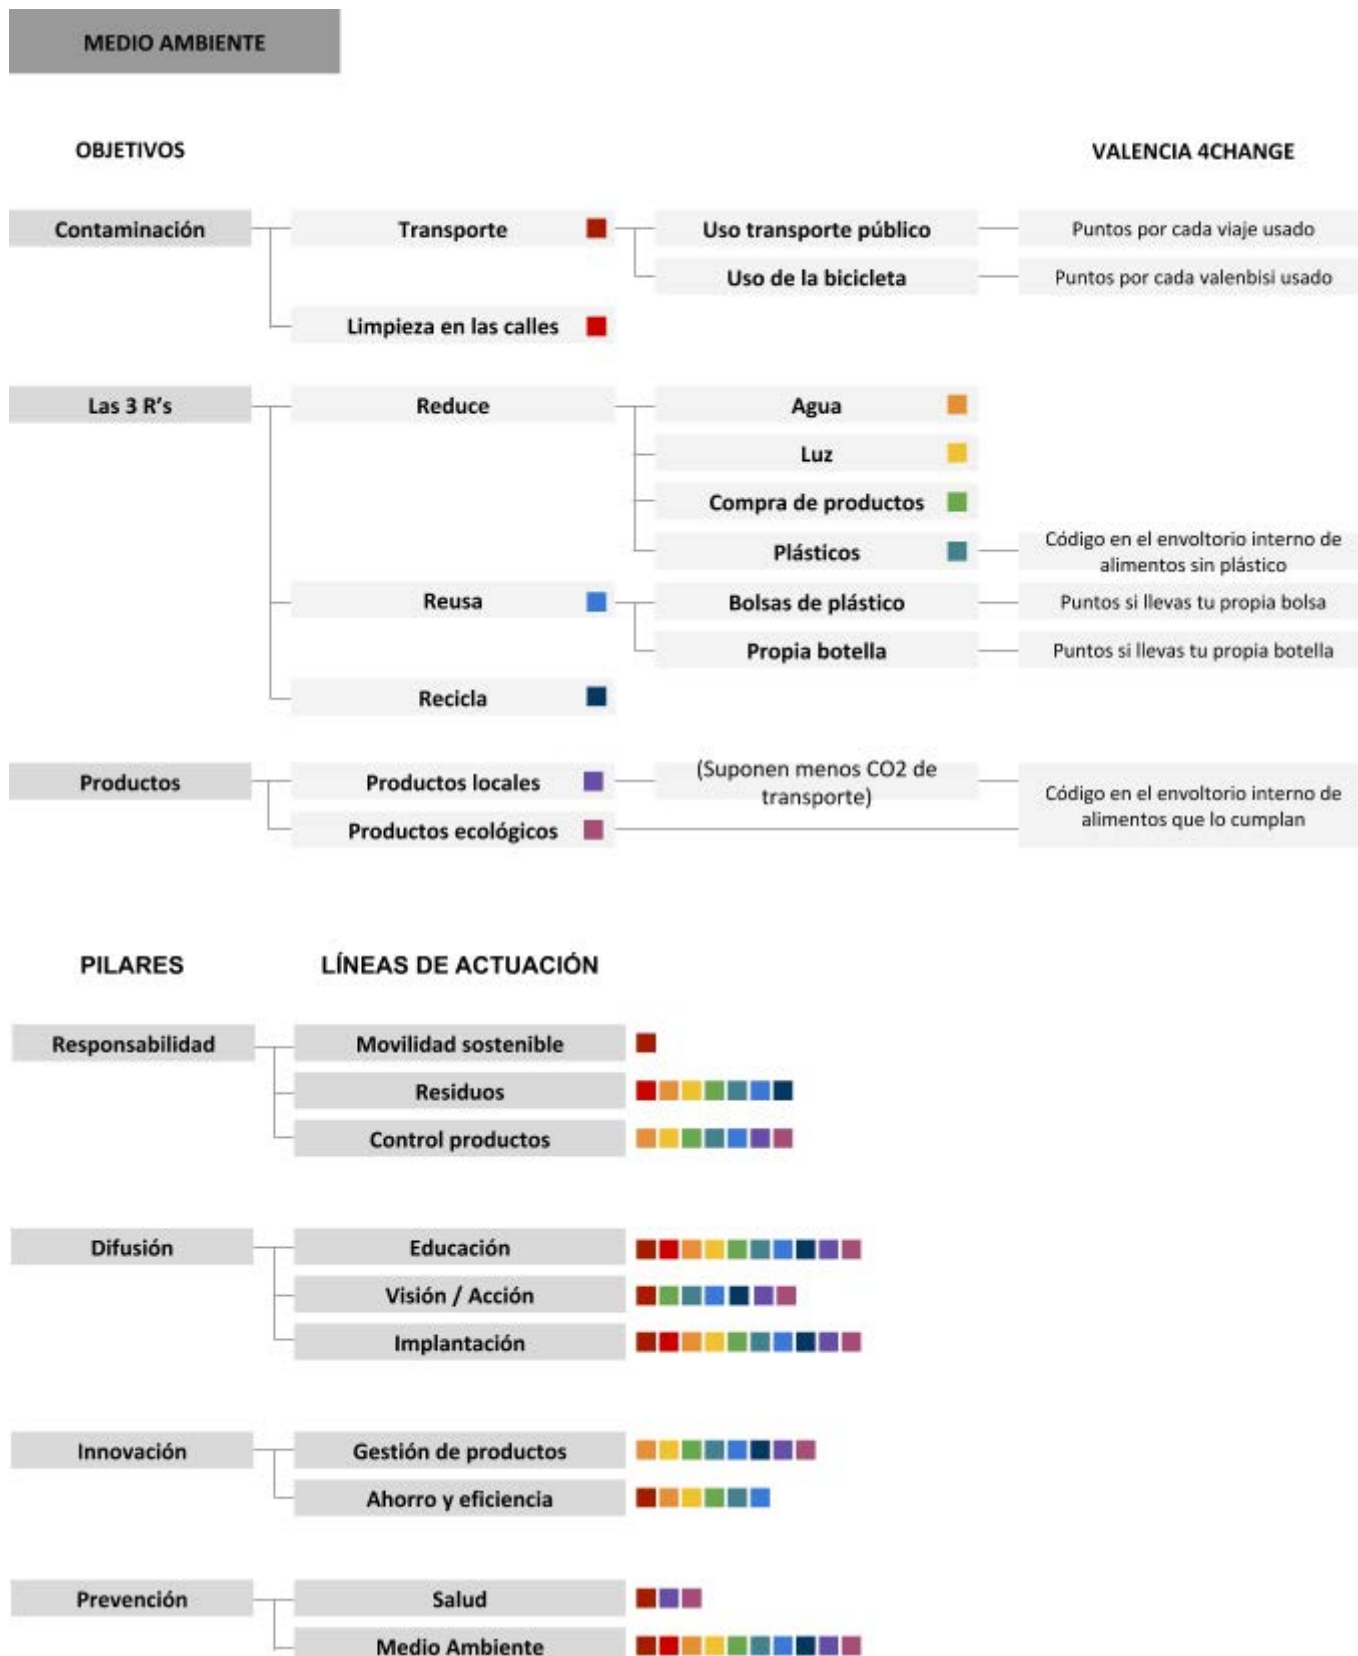 MEDIO AMBIENTE
OBJETIVOS
VALENCIA 4CHANGE
Contaminación
Transporte
Uso transporte público
Puntos por cada viaje usado
Uso de la bicicleta
Puntos por cada valenbisi usado
Limpieza en las calles
Las 3 R's
Reduce
Agua
Luz
Compra de productos
Plásticos
Código en el envoltorio interno de
alimentos sin plástico
Reusa
Bolsas de plástico
Puntos si llevas tu propia bolsa
Propia botella
Puntos si llevas tu propia botella
Recicla
Productos
Productos locales
(Suponen menos CO2 de
transporte)
Código en el envoltorio interno de
alimentos que lo cumplan
Productos ecológicos
PILARES
LÍNEAS DE ACTUACIÓN
Responsabilidad
Movilidad sostenible
Residuos
Control productos
Difusión
Educación
Visión / Acción
Implantación
Innovación
Gestión de productos
Ahorro y eficiencia
Prevención
Salud
Medio Ambiente